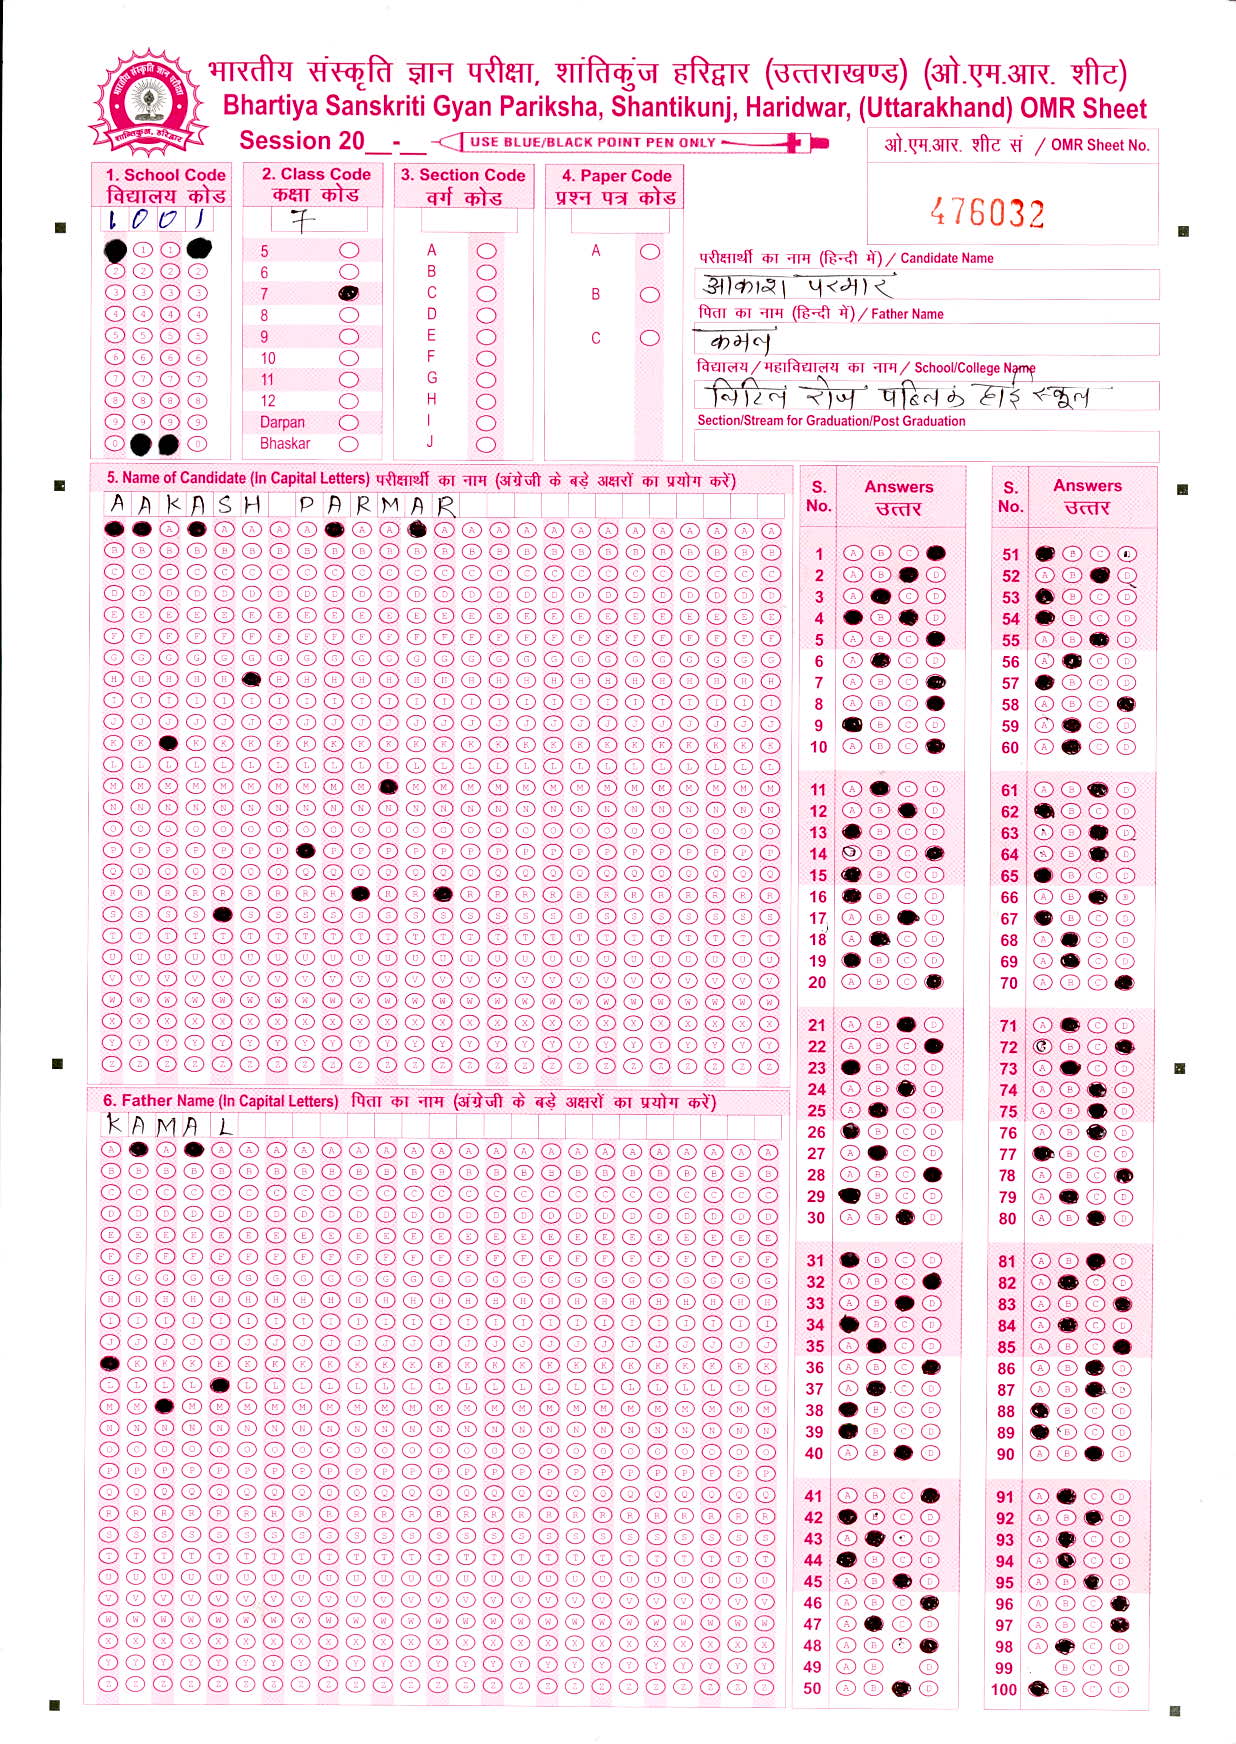 भारतीय संस्कृति ज्ञान परीक्षा, शांतिकुंज हरिद्वार (उत्तराखण्ड) (ओ.एम.आर. शीट)
Bhartiya Sanskriti Gyan Pariksha, Shantikunj, Haridwar, (Uttarakhand) OMR Sheet
Session 20__-__ USE BLUE/BLACK POINT PEN ONLY
ओ.एम.आर. शीट सं / OMR Sheet No.
476032
1. School Code
विद्यालय कोड
1001
2. Class Code
कक्षा कोड
7
5
6
7
8
9
10
11
12
Darpan
Bhaskar
3. Section Code
वर्ग कोड
A
B
C
D
E
F
G
H
I
J
4. Paper Code
प्रश्न पत्र कोड
A
B
C
परीक्षार्थी का नाम (हिन्दी में) / Candidate Name
आकाश परमार
पिता का नाम (हिन्दी में) / Father Name
कमल
विद्यालय/महाविद्यालय का नाम / School/College Name
लिटिल रोज पब्लिक हाई स्कूल
Section/Stream for Graduation/Post Graduation
5. Name of Candidate (In Capital Letters) परीक्षार्थी का नाम (अंग्रेजी के बड़े अक्षरों का प्रयोग करें)
AAKASH PARMAR
6. Father Name (In Capital Letters) पिता का नाम (अंग्रेजी के बड़े अक्षरों का प्रयोग करें)
KAMAL
S. No. Answers उत्तर
1
2
3
4
5
6
7
8
9
10
11
12
13
14
15
16
17
18
19
20
21
22
23
24
25
26
27
28
29
30
31
32
33
34
35
36
37
38
39
40
41
42
43
44
45
46
47
48
49
50
S. No. Answers उत्तर
51
52
53
54
55
56
57
58
59
60
61
62
63
64
65
66
67
68
69
70
71
72
73
74
75
76
77
78
79
80
81
82
83
84
85
86
87
88
89
90
91
92
93
94
95
96
97
98
99
100